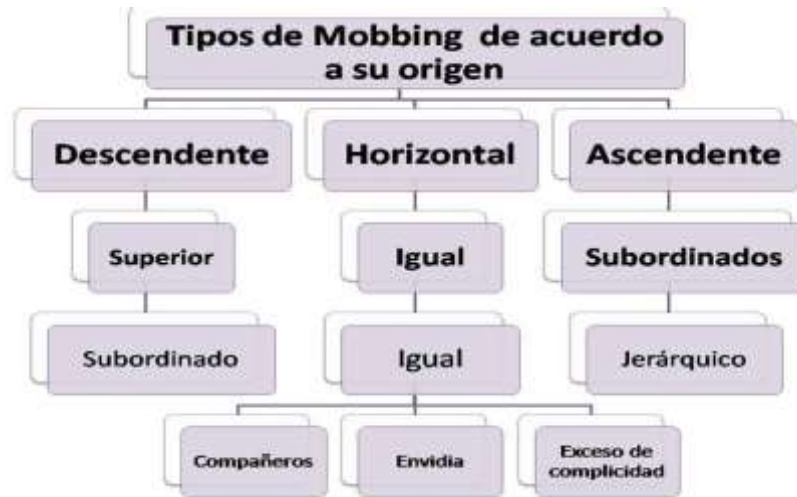 Tipos de Mobbing de acuerdo
a su origen
Descendente
Horizontal
Ascendente
Superior
Igual
Subordinados
Subordinado
Igual
Jerárquico
Compañeros
Envidia
Exceso de
complicidad